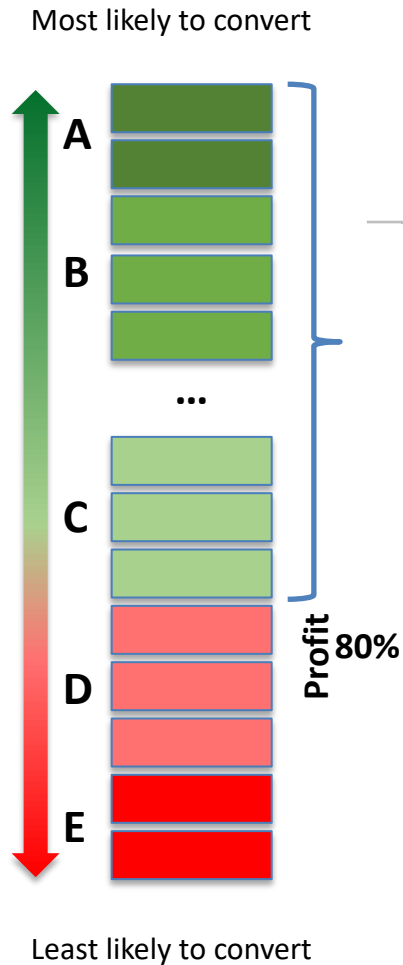 Most likely to convert
A
B
...
C
Profit
80%
D
E
Least likely to convert